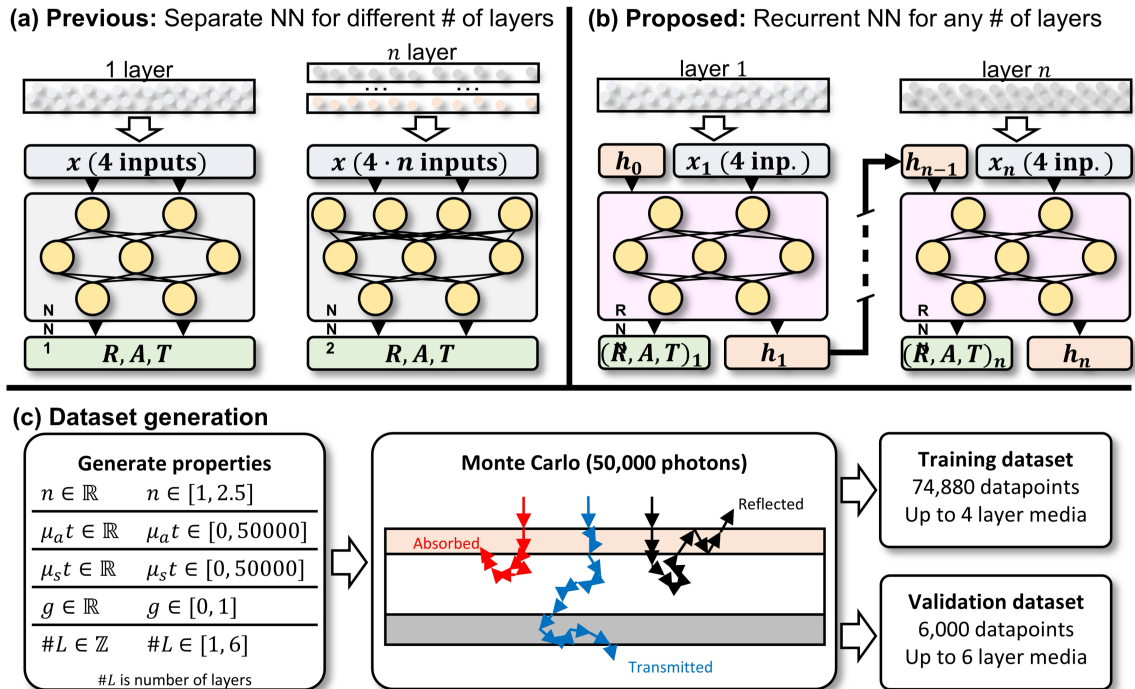 (a) Previous: Separate NN for different # of layers
1 layer
n layer
...
...
x (4 inputs)
x (4 · n inputs)
N
N
1
N
N
2
R, A, T
R, A, T
(b) Proposed: Recurrent NN for any # of layers
layer 1
layer n
h₀
x₁ (4 inp.)
hₙ₋₁
xₙ (4 inp.)
R
N
N
R
N
N
(R, A, T)₁
h₁
(R, A, T)ₙ
hₙ
(c) Dataset generation
Generate properties
n ∈ ℝ n ∈ [1, 2.5]
μₐt ∈ ℝ μₐt ∈ [0, 50000]
μₛt ∈ ℝ μₛt ∈ [0, 50000]
g ∈ ℝ g ∈ [0, 1]
#L ∈ ℤ #L ∈ [1, 6]
#L is number of layers
Monte Carlo (50,000 photons)
Reflected
Absorbed
Transmitted
Training dataset
74,880 datapoints
Up to 4 layer media
Validation dataset
6,000 datapoints
Up to 6 layer media